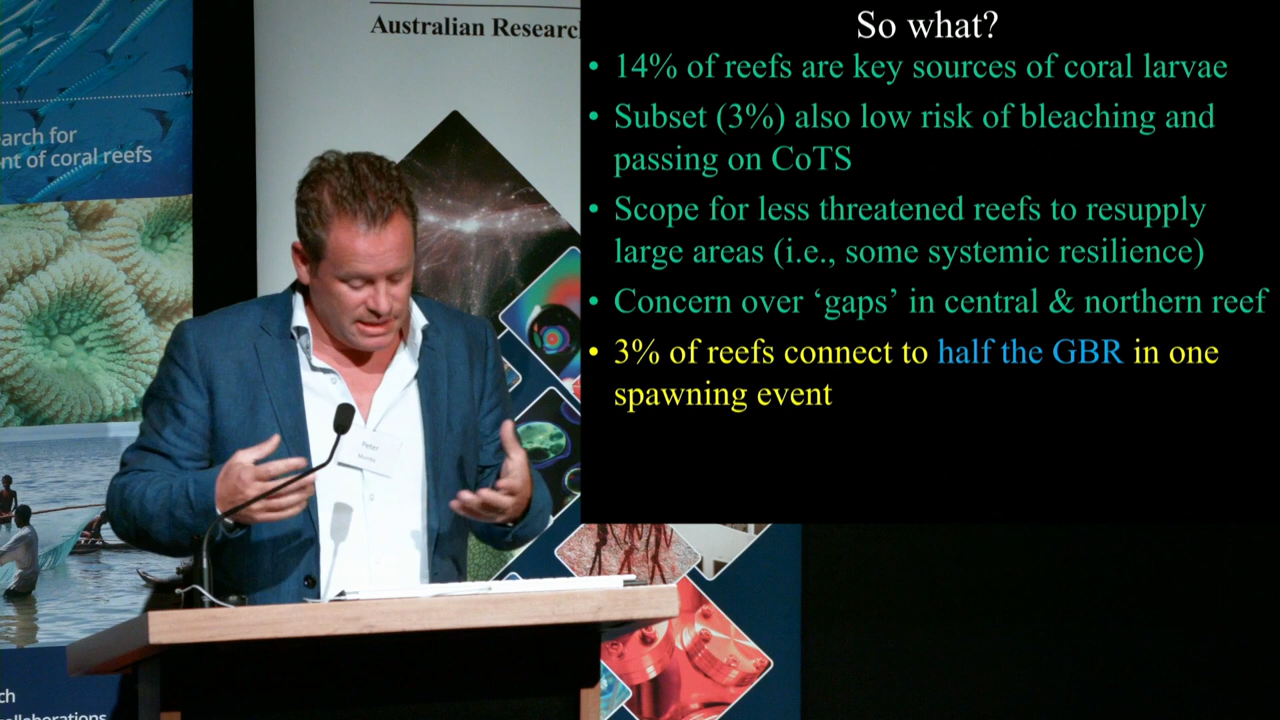 Australian Research
arch for
nt of coral reefs
Peter
ch
ollaborations
So what?
• 14% of reefs are key sources of coral larvae
• Subset (3%) also low risk of bleaching and
passing on CoTS
• Scope for less threatened reefs to resupply
large areas (i.e., some systemic resilience)
• Concern over ‘gaps’ in central & northern reef
• 3% of reefs connect to half the GBR in one
spawning event